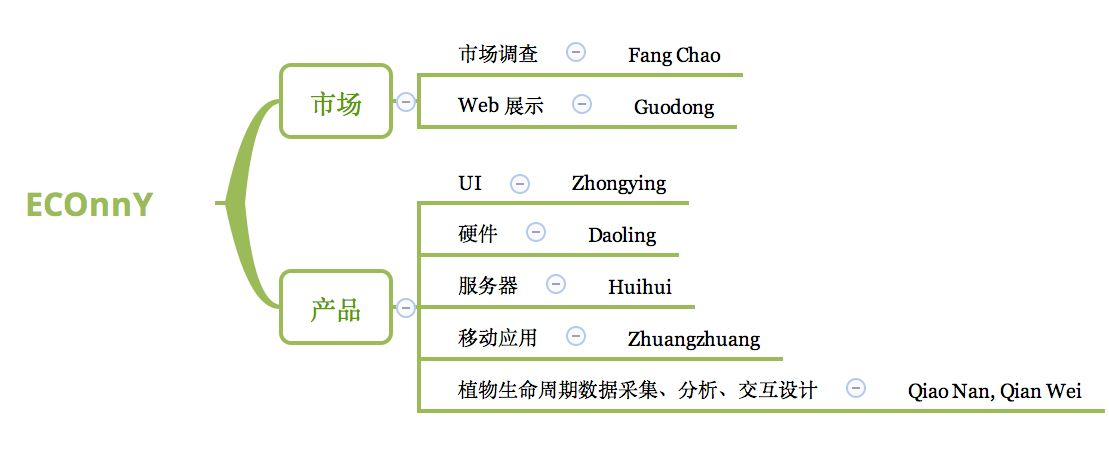 市场调查 Fang Chao
市场
Web 展示 Guodong
ECOnnY
UI Zhongying
硬件 Daoling
产品
服务器 Huihui
移动应用 Zhuangzhuang
植物生命周期数据采集、分析、交互设计 Qiao Nan, Qian Wei